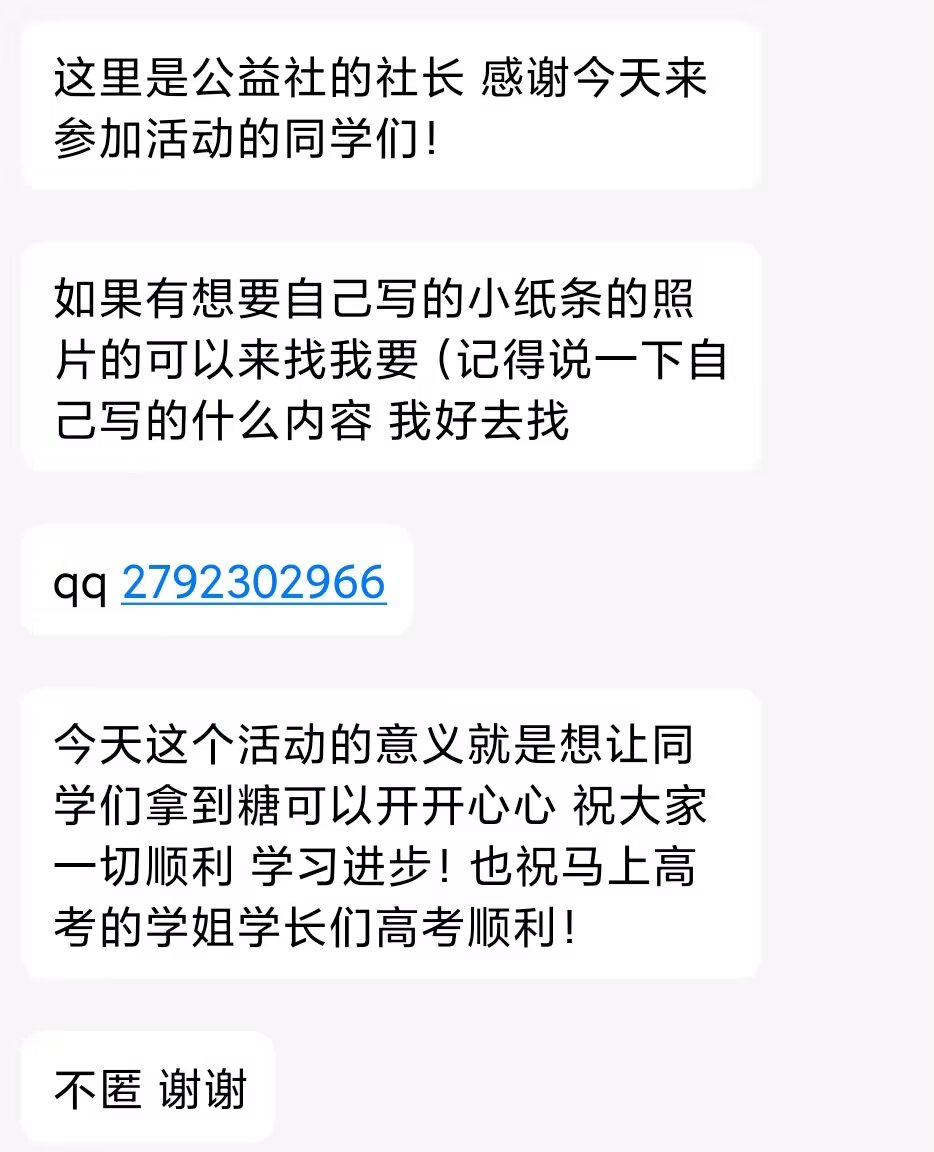 这里是公益社的社长 感谢今天来
参加活动的同学们！
如果有想要自己写的小纸条的照
片的可以来找我要（记得说一下自
己写的什么内容 我好去找
qq 2792302966
今天这个活动的意义就是想让同
学们拿到糖可以开开心心 祝大家
一切顺利 学习进步！也祝马上高
考的学姐学长们高考顺利！
不匿 谢谢